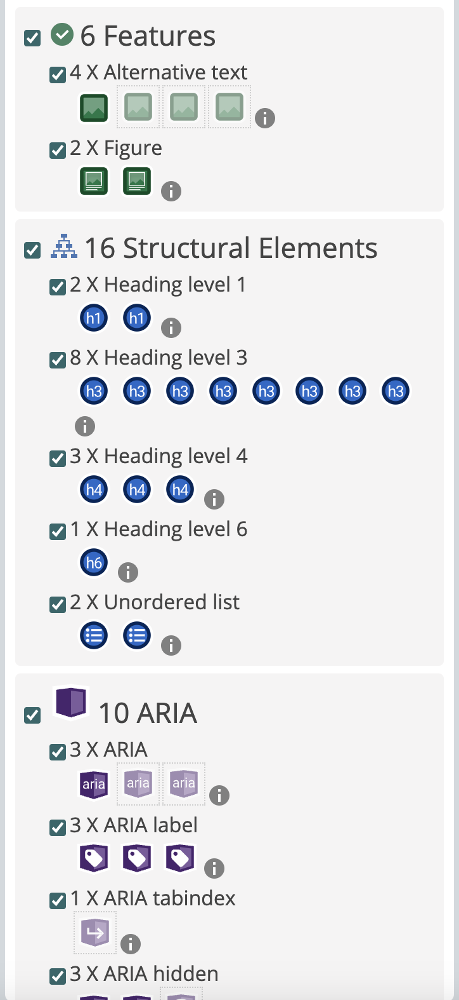 6 Features
4 X Alternative text
2 X Figure
16 Structural Elements
2 X Heading level 1
h1 h1
8 X Heading level 3
h3 h3 h3 h3 h3 h3 h3 h3
3 X Heading level 4
h4 h4 h4
1 X Heading level 6
h6
2 X Unordered list
10 ARIA
3 X ARIA
aria aria aria
3 X ARIA label
1 X ARIA tabindex
3 X ARIA hidden